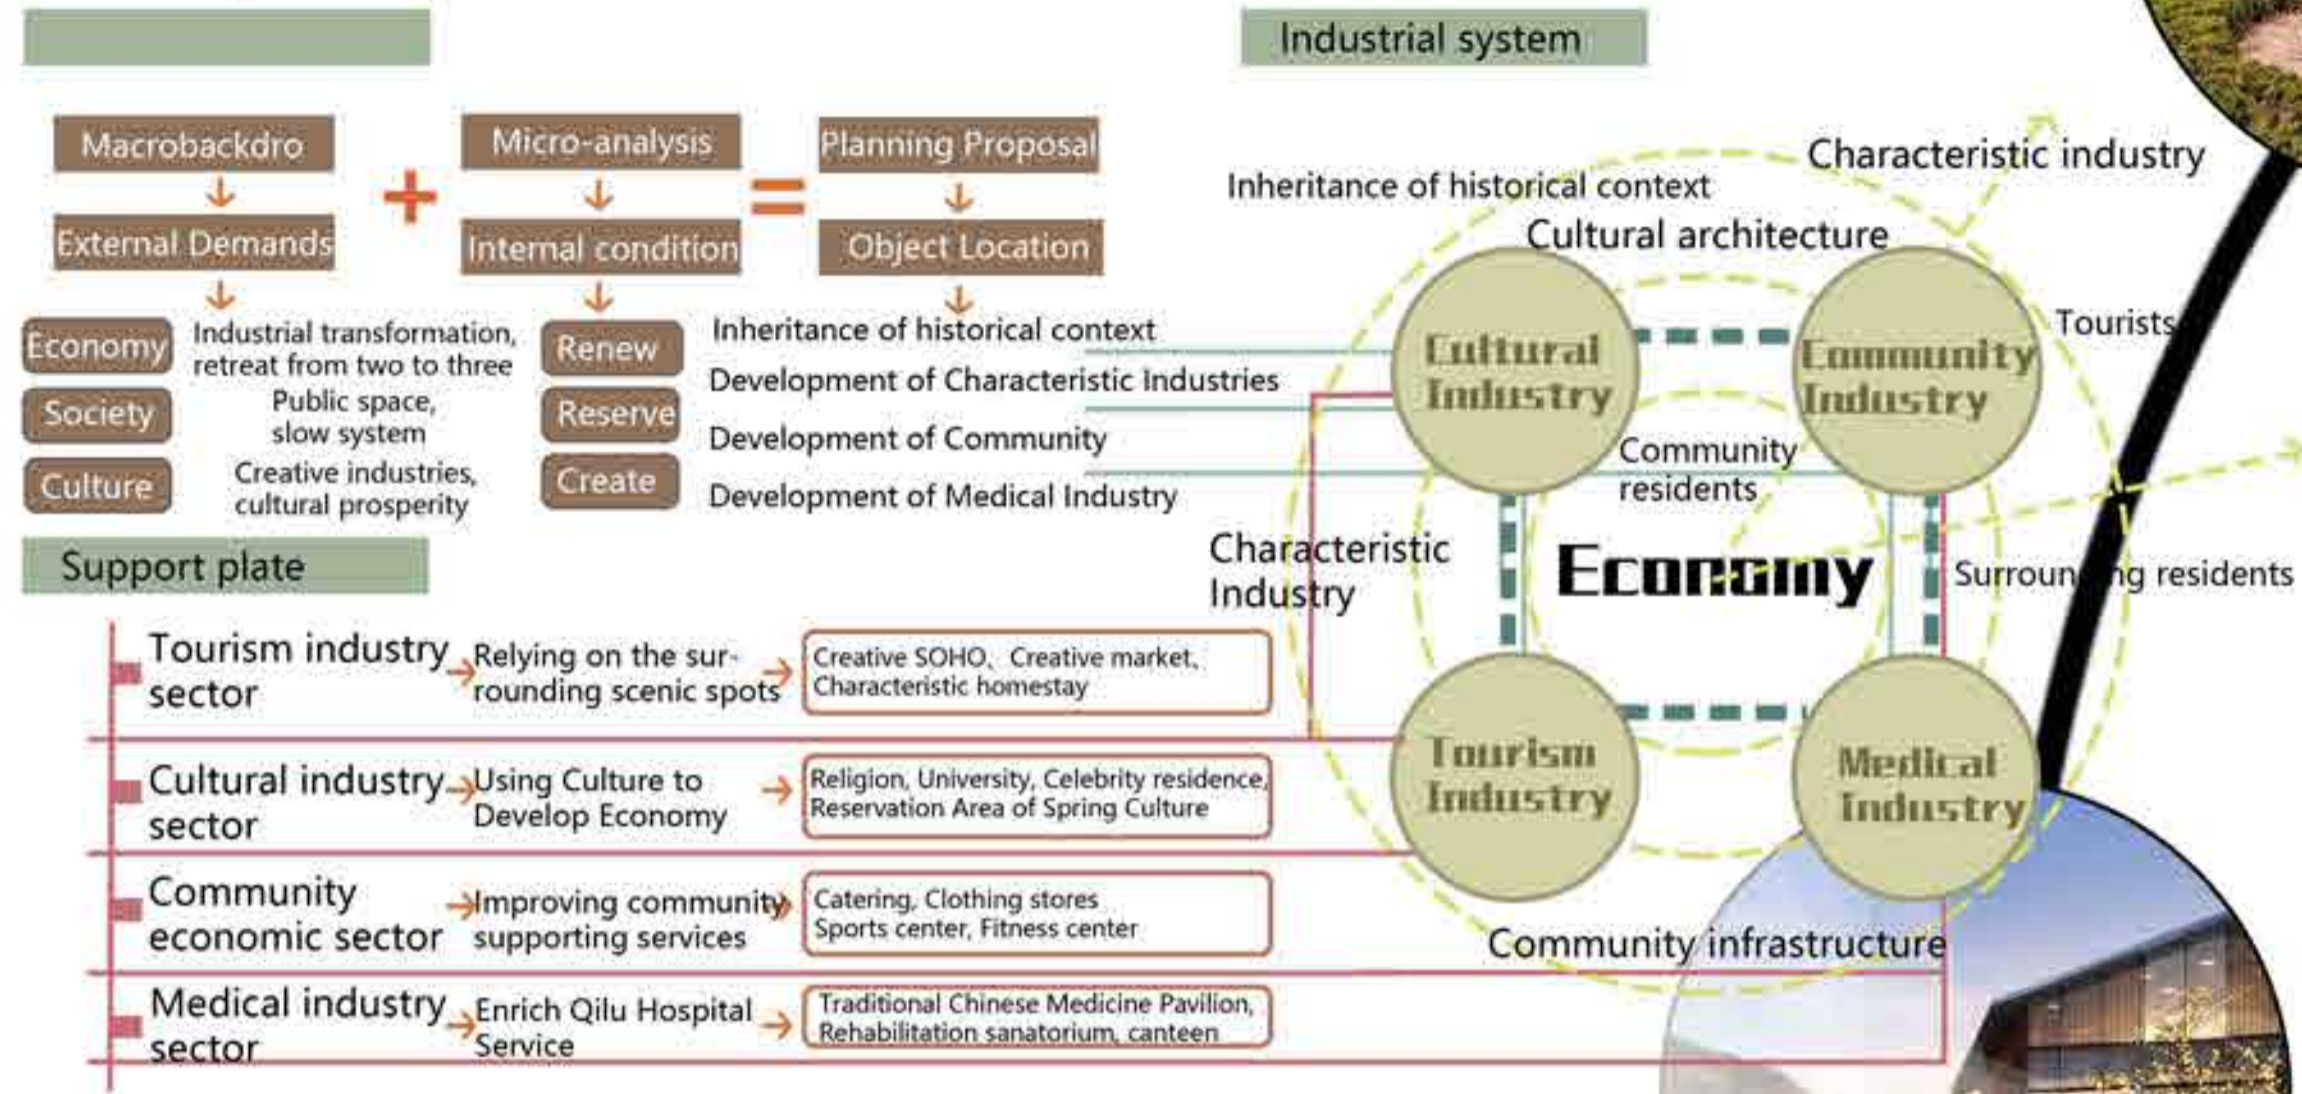 Macrobackdro
Micro-analysis
Planning Proposal
External Demands
Internal condition
Object Location
Economy
Industrial transformation,
retreat from two to three
Society
Public space,
slow system
Culture
Creative industries,
cultural prosperity
Renew
Reserve
Create
Inheritance of historical context
Development of Characteristic Industries
Development of Community
Development of Medical Industry
Support plate
Tourism industry
sector
Relying on the sur-
rounding scenic spots
Creative SOHO、Creative market、
Characteristic homestay
Cultural industry
sector
Using Culture to
Develop Economy
Religion, University, Celebrity residence,
Reservation Area of Spring Culture
Community
economic sector
Improving community
supporting services
Catering, Clothing stores
Sports center, Fitness center
Medical industry
sector
Enrich Qilu Hospital
Service
Traditional Chinese Medicine Pavilion,
Rehabilitation sanatorium, canteen
Industrial system
Characteristic industry
Inheritance of historical context
Cultural architecture
Cultural
Industry
Community
Industry
Tourists
Community
residents
Characteristic
Industry
Economy
Surrounding residents
Tourism
Industry
Medical
Industry
Community infrastructure